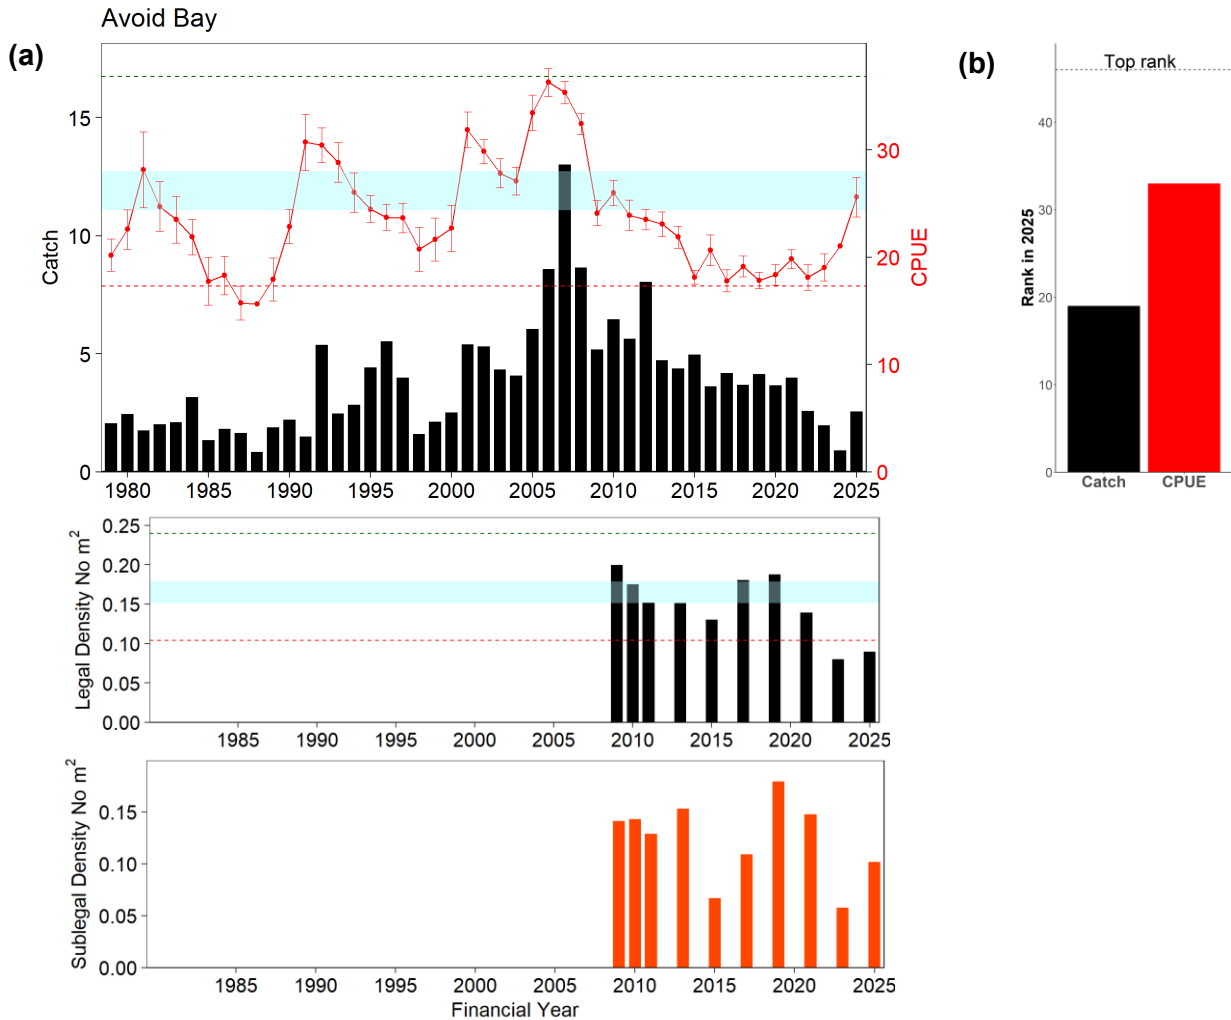 Avoid Bay
(a)
Catch
15
10
5
0
30
20
10
0
CPUE
1980 1985 1990 1995 2000 2005 2010 2015 2020 2025
(b)
Top rank
Rank in 2025
40
30
20
10
0
Catch CPUE
Legal Density No m²
0.25
0.20
0.15
0.10
0.05
0.00
1985 1990 1995 2000 2005 2010 2015 2020 2025
Sublegal Density No m²
0.15
0.10
0.05
0.00
1985 1990 1995 2000 2005 2010 2015 2020 2025
Financial Year